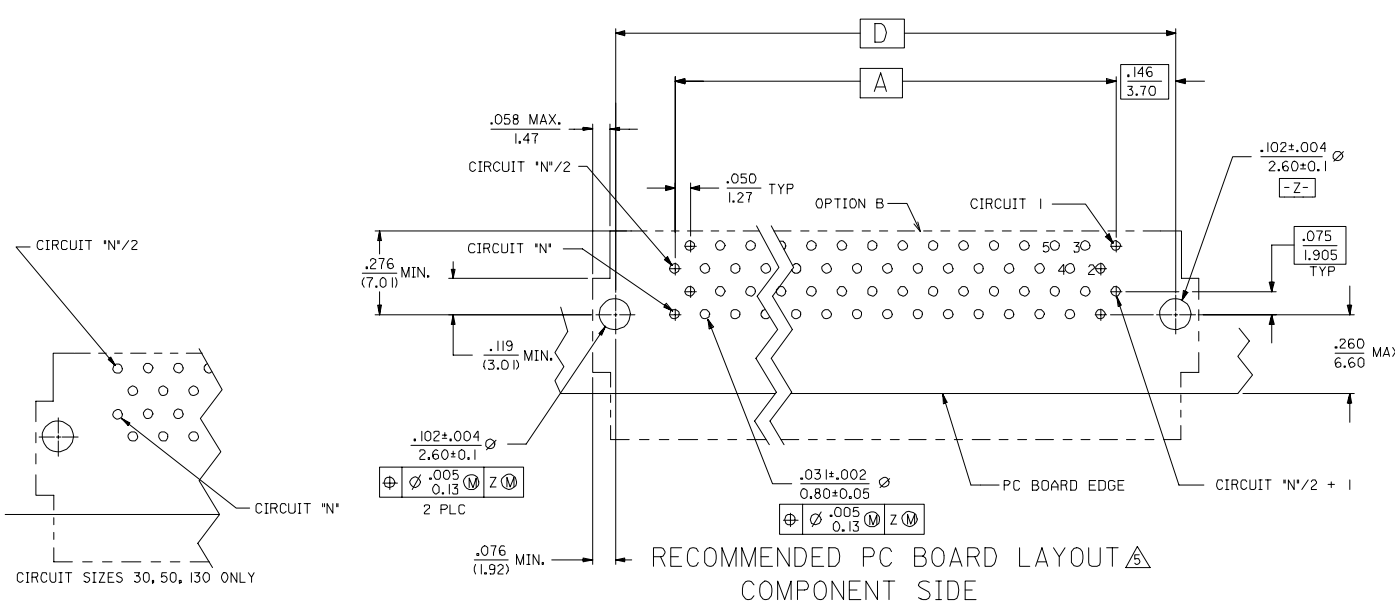 D
A
.146
3.70
.058 MAX.
1.47
CIRCUIT "N"/2
.050
1.27 TYP
OPTION B
CIRCUIT 1
.102±.004
2.60±0.1 Ø
-Z-
CIRCUIT "N"/2
CIRCUIT "N"
5 3
4 2
.075
1.905
TYP
.276
(7.01) MIN.
.119
(3.01) MIN.
.260
6.60 MAX
.102±.004
2.60±0.1 Ø
⌖ Ø .005
0.13 Ⓜ Z Ⓜ
2 PLC
.031±.002
0.80±0.05 Ø
⌖ Ø .005
0.13 Ⓜ Z Ⓜ
PC BOARD EDGE
CIRCUIT "N"/2 + 1
CIRCUIT "N"
.076
(1.92) MIN.
CIRCUIT SIZES 30, 50, 130 ONLY
RECOMMENDED PC BOARD LAYOUT 5
COMPONENT SIDE